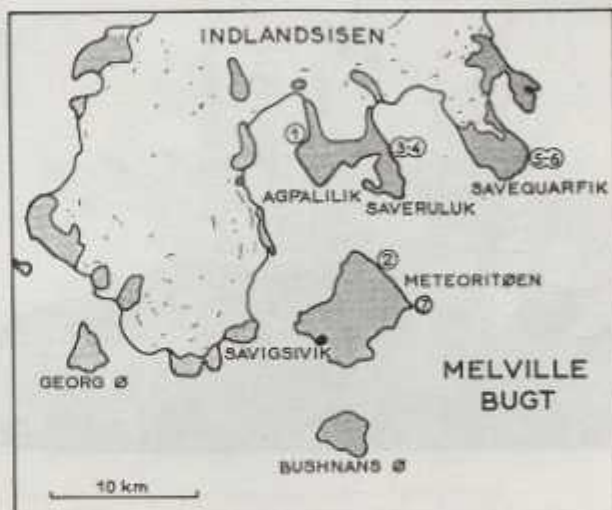 INDLANDSISEN
①
3-4
5-6
AGPALILIK
SAVERULUK
SAVEQUARFIK
②
METEORITØEN
⑦
SAVIGSIVIK
GEORG Ø
MELVILLE
BUGT
BUSHNANS Ø
10 km